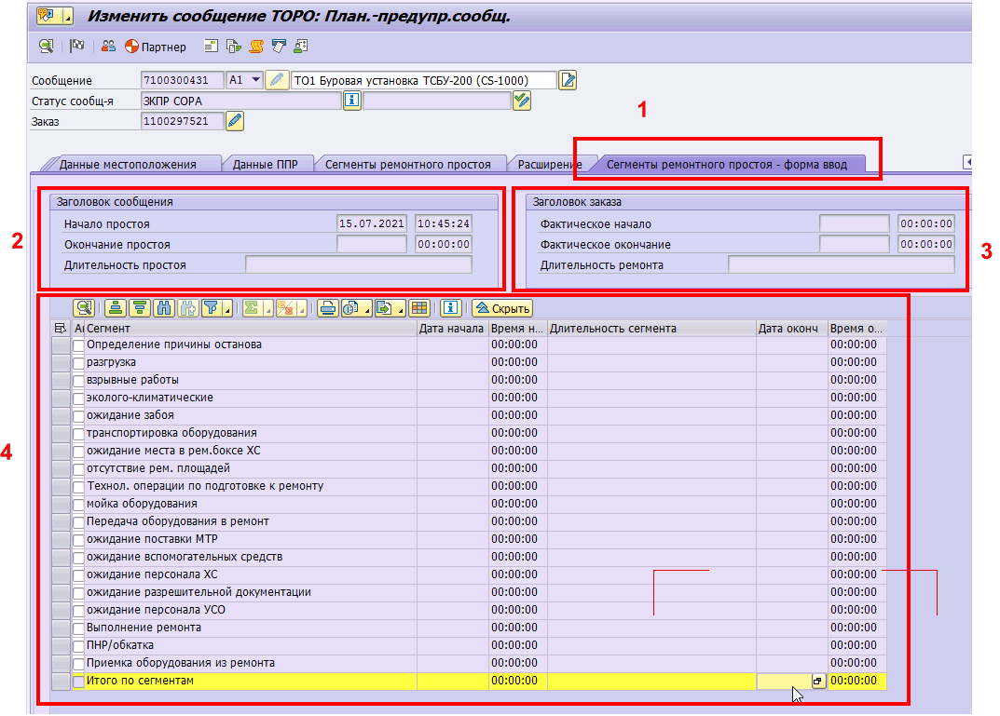 Изменить сообщение ТОРО: План.-предупр.сообщ.
Партнер
Сообщение 7100300431 A1 ТО1 Буровая установка ТСБУ-200 (CS-1000)
Статус сообщ-я ЗКПР СОРА
1
Заказ 1100297521
Данные местоположения Данные ППР Сегменты ремонтного простоя Расширение Сегменты ремонтного простоя - форма ввод
Заголовок сообщения Заголовок заказа
Начало простоя 15.07.2021 10:45:24 Фактическое начало 00:00:00
2 Окончание простоя 00:00:00 Фактическое окончание 00:00:00 3
Длительность простоя Длительность ремонта
Скрыть
Сегмент Дата начала Время н... Длительность сегмента Дата оконч Время о...
Определение причины останова 00:00:00 00:00:00
разгрузка 00:00:00 00:00:00
взрывные работы 00:00:00 00:00:00
эколого-климатические 00:00:00 00:00:00
ожидание забоя 00:00:00 00:00:00
транспортировка оборудования 00:00:00 00:00:00
4 ожидание места в рем.боксе ХС 00:00:00 00:00:00
отсутствие рем. площадей 00:00:00 00:00:00
Технол. операции по подготовке к ремонту 00:00:00 00:00:00
мойка оборудования 00:00:00 00:00:00
Передача оборудования в ремонт 00:00:00 00:00:00
ожидание поставки МТР 00:00:00 00:00:00
ожидание вспомогательных средств 00:00:00 00:00:00
ожидание персонала ХС 00:00:00 00:00:00
ожидание разрешительной документации 00:00:00 00:00:00
ожидание персонала УСО 00:00:00 00:00:00
Выполнение ремонта 00:00:00 00:00:00
ПНР/обкатка 00:00:00 00:00:00
Приемка оборудования из ремонта 00:00:00 00:00:00
Итого по сегментам 00:00:00 00:00:00